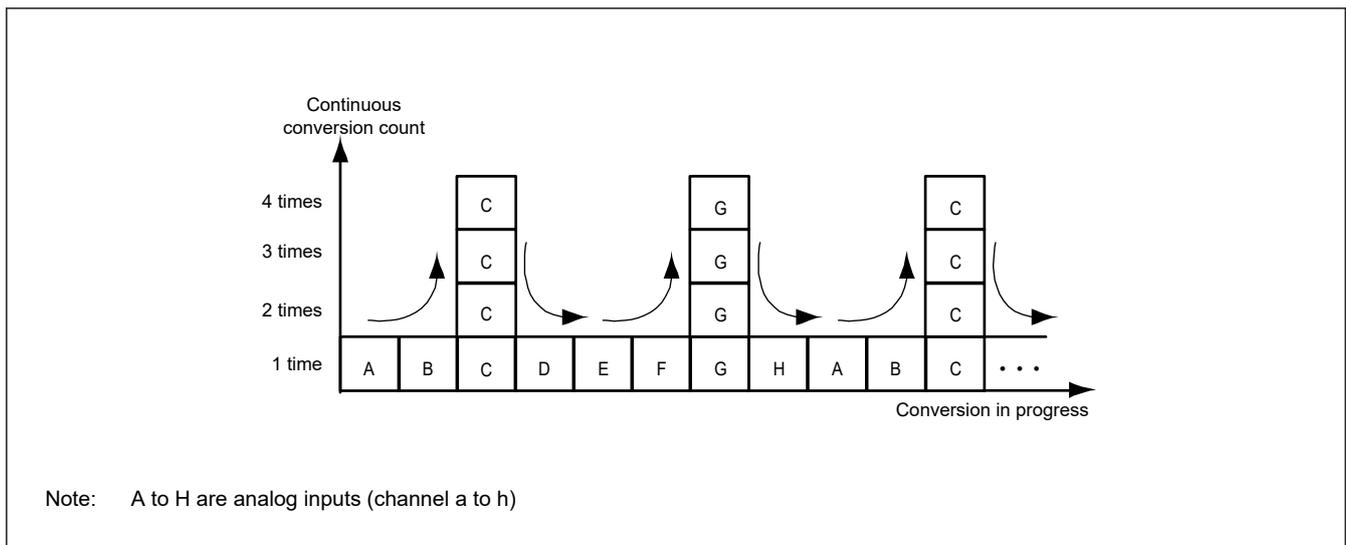 Continuous
conversion count
4 times C G C
3 times C G C
2 times C G C
1 time A B C D E F G H A B C • • •
Conversion in progress
Note: A to H are analog inputs (channel a to h)